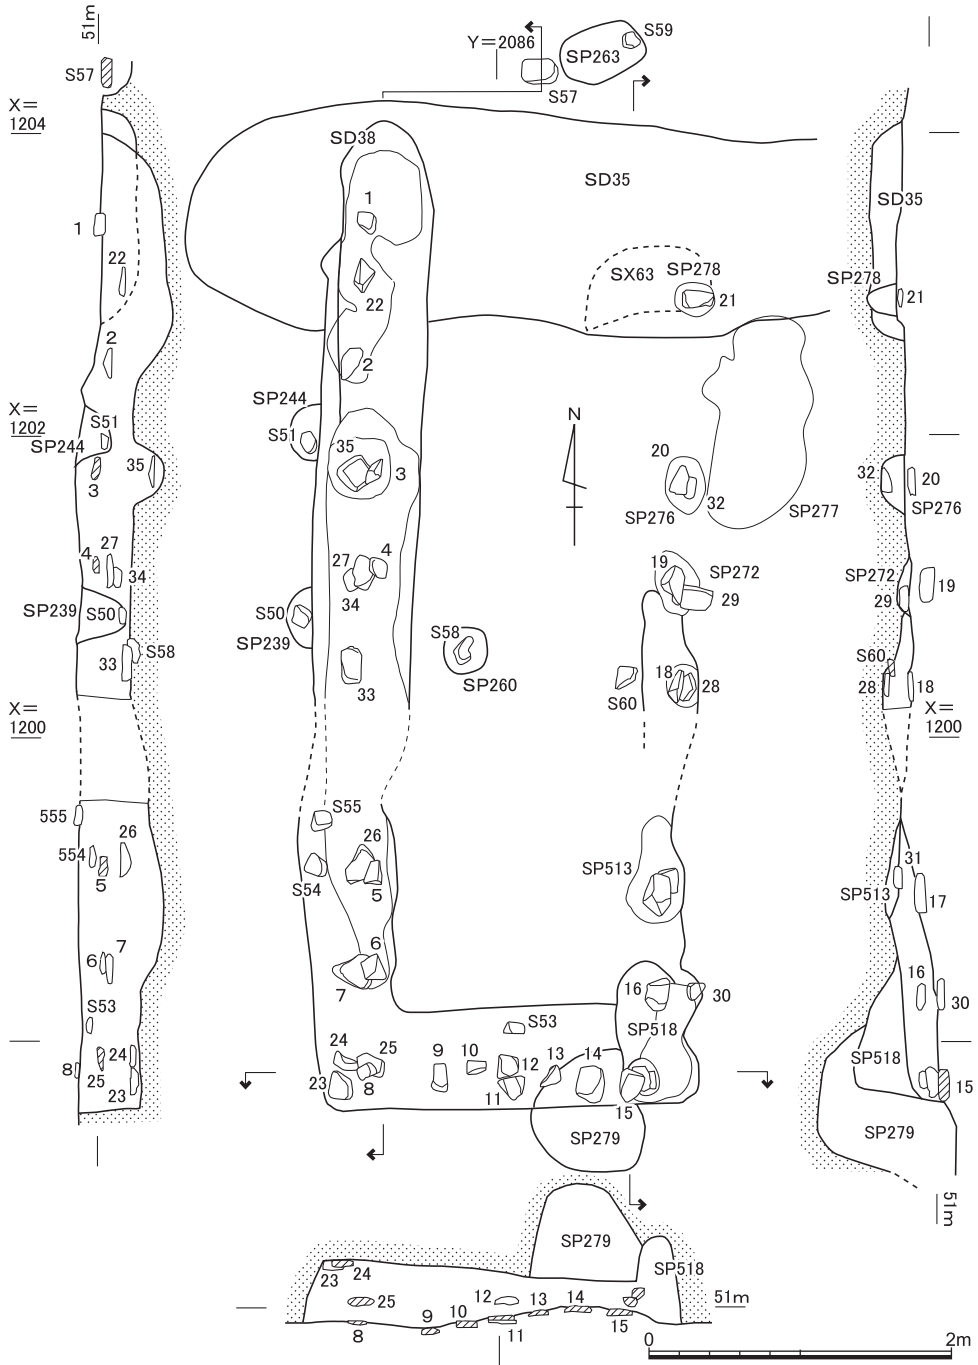 51m
S57
X=
1204
1
22
2
X=
1202
S51
SP244
3
35
4
27
34
SP239
S50
S58
33
X=
1200
555
554
26
5
7
6
S53
8
24
25
23
Y=2086
S59
SP263
S57
SD38
SD35
1
SX63
SP278
21
22
2
SP244
S51
35
3
N
20
32
SP276
SP277
27
4
34
19
SP272
29
S50
SP239
S58
SP260
33
18
28
S60
S55
26
S54
5
SP513
6
7
16
30
S53
SP518
24
25
9
10
12
13
14
23
8
11
15
SP279
SD35
SP278
21
32
20
SP276
SP272
19
29
S60
28
18
X=
1200
31
SP513
17
16
30
SP518
15
SP279
51m
SP279
SP518
23
24
25
12
13
14
51m
8
9
10
11
15
0
2m